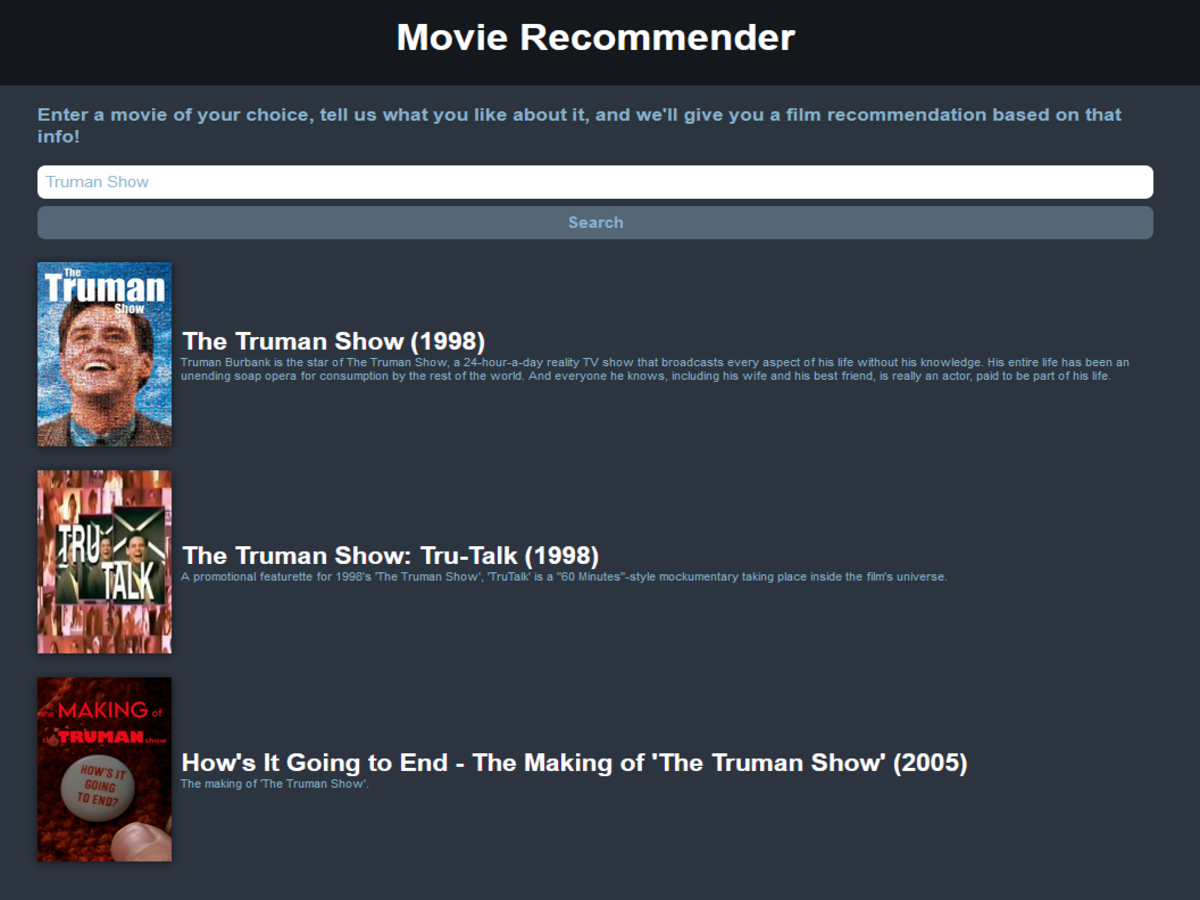 Movie Recommender
Enter a movie of your choice, tell us what you like about it, and we'll give you a film recommendation based on that
info!
Truman Show
Search
The
Truman
Show
The Truman Show (1998)
Truman Burbank is the star of The Truman Show, a 24-hour-a-day reality TV show that broadcasts every aspect of his life without his knowledge. His entire life has been an
unending soap opera for consumption by the rest of the world. And everyone he knows, including his wife and his best friend, is really an actor, paid to be part of his life.
TRU
TALK
The Truman Show: Tru-Talk (1998)
A promotional featurette for 1998's 'The Truman Show', 'TruTalk' is a "60 Minutes"-style mockumentary taking place inside the film's universe.
the MAKING of
the TRUMAN show
HOW'S IT
GOING
TO END?
How's It Going to End - The Making of 'The Truman Show' (2005)
The making of 'The Truman Show'.